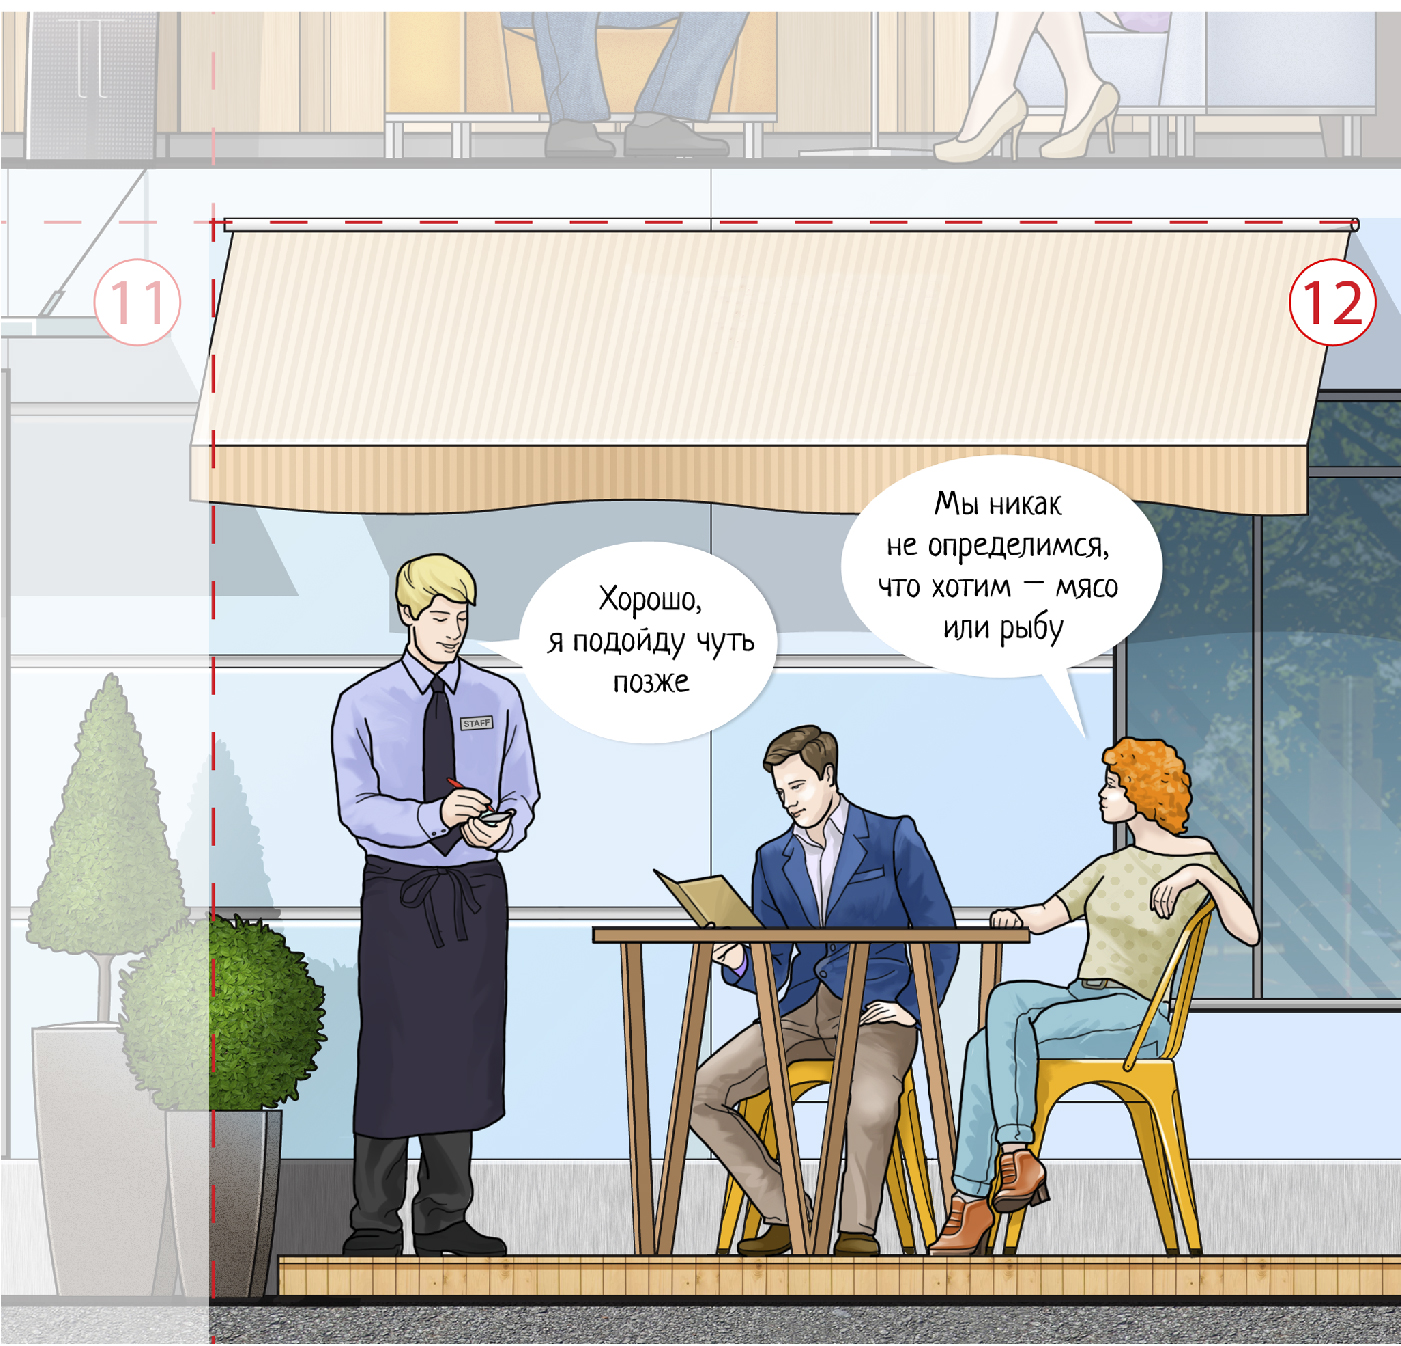 11
12
Мы никак
не определимся,
что хотим – мясо
или рыбу
Хорошо,
я подойду чуть
позже
STAFF